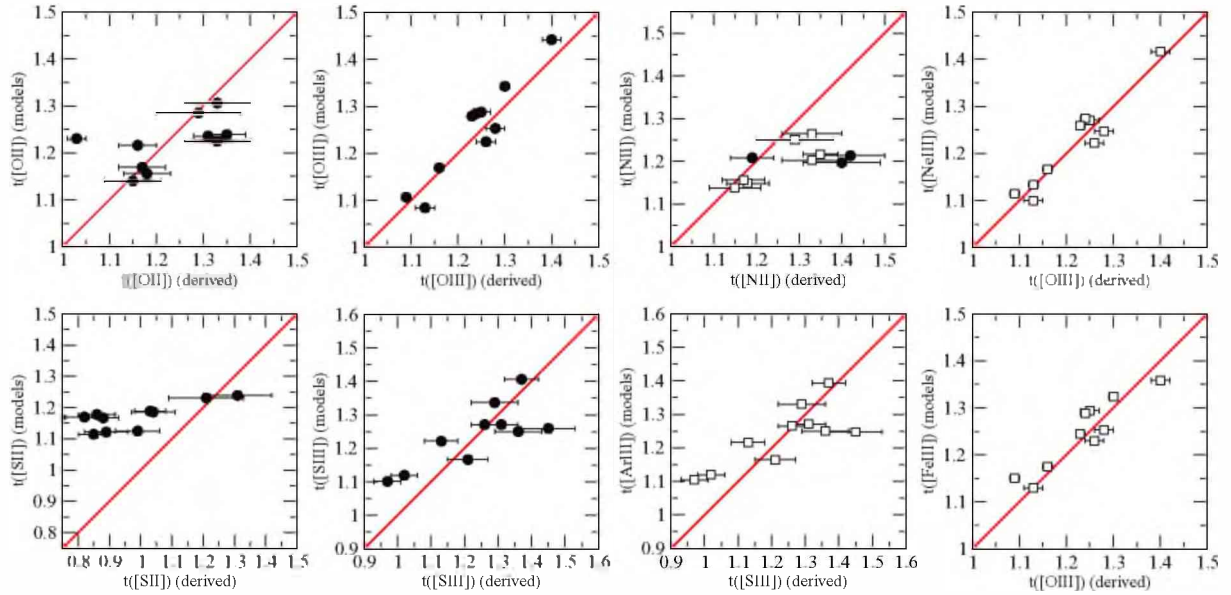 t([OII]) (models)
1.5
1.4
1.3
1.2
1.1
1
1 1.1 1.2 1.3 1.4 1.5
t([OII]) (derived)
t([OIII]) (models)
1.5
1.4
1.3
1.2
1.1
1
1 1.1 1.2 1.3 1.4 1.5
t([OIII]) (derived)
t([NII]) (models)
1.5
1.4
1.3
1.2
1.1
1
1 1.1 1.2 1.3 1.4 1.5
t([NII]) (derived)
t([NeIII]) (models)
1.5
1.4
1.3
1.2
1.1
1
1 1.1 1.2 1.3 1.4 1.5
t([OIII]) (derived)
t([SII]) (models)
1.5
1.4
1.3
1.2
1.1
1
0.9
0.8
0.8 0.9 1 1.1 1.2 1.3 1.4 1.5
t([SII]) (derived)
t([SIII]) (models)
1.6
1.5
1.4
1.3
1.2
1.1
1
0.9
0.9 1 1.1 1.2 1.3 1.4 1.5 1.6
t([SIII]) (derived)
t([ArIII]) (models)
1.6
1.5
1.4
1.3
1.2
1.1
1
0.9
0.9 1 1.1 1.2 1.3 1.4 1.5 1.6
t([SIII]) (derived)
t([FeIII]) (models)
1.5
1.4
1.3
1.2
1.1
1
1 1.1 1.2 1.3 1.4 1.5
t([OIII]) (derived)